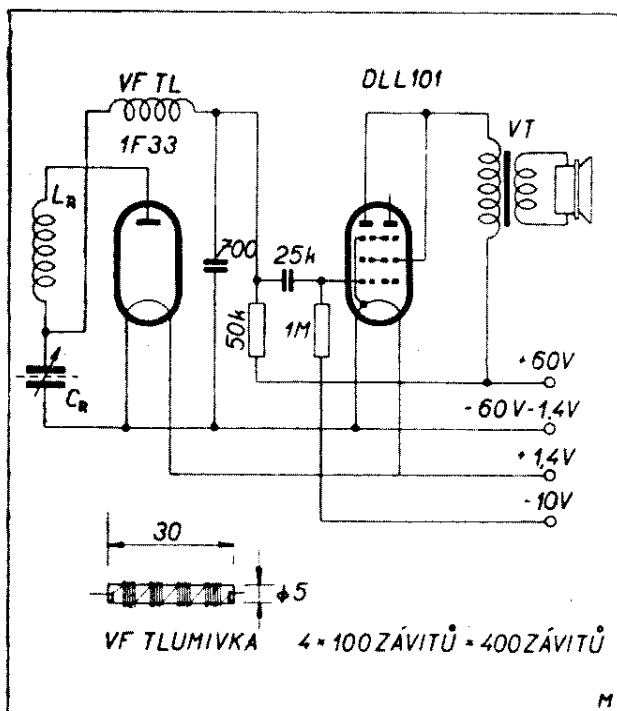 VF TL
DLL101
1F33
VT
L_R
700
25k
50k
1M
C_R
+60V
-60V-1,4V
+1,4V
-10V
30
ϕ5
VF TLUMIVKA 4×100 ZÁVITŮ = 400 ZÁVITŮ
M